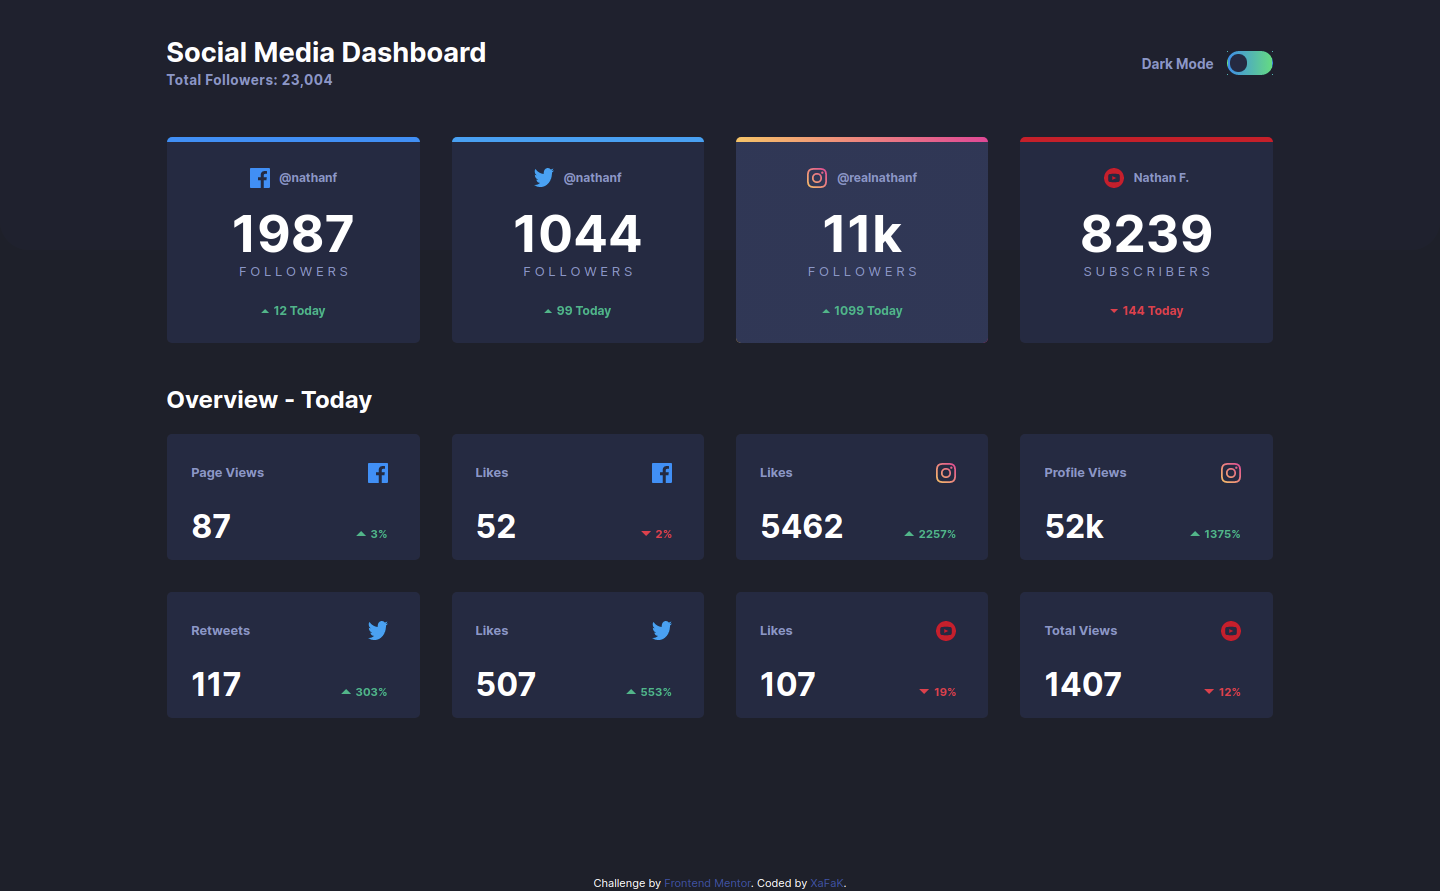 Social Media Dashboard
Total Followers: 23,004
Dark Mode
@nathanf
1987
FOLLOWERS
12 Today
@nathanf
1044
FOLLOWERS
99 Today
@realnathanf
11k
FOLLOWERS
1099 Today
Nathan F.
8239
SUBSCRIBERS
144 Today
Overview - Today
Page Views
87
3%
Likes
52
2%
Likes
5462
2257%
Profile Views
52k
1375%
Retweets
117
303%
Likes
507
553%
Likes
107
19%
Total Views
1407
12%
Challenge by Frontend Mentor. Coded by XaFaK.